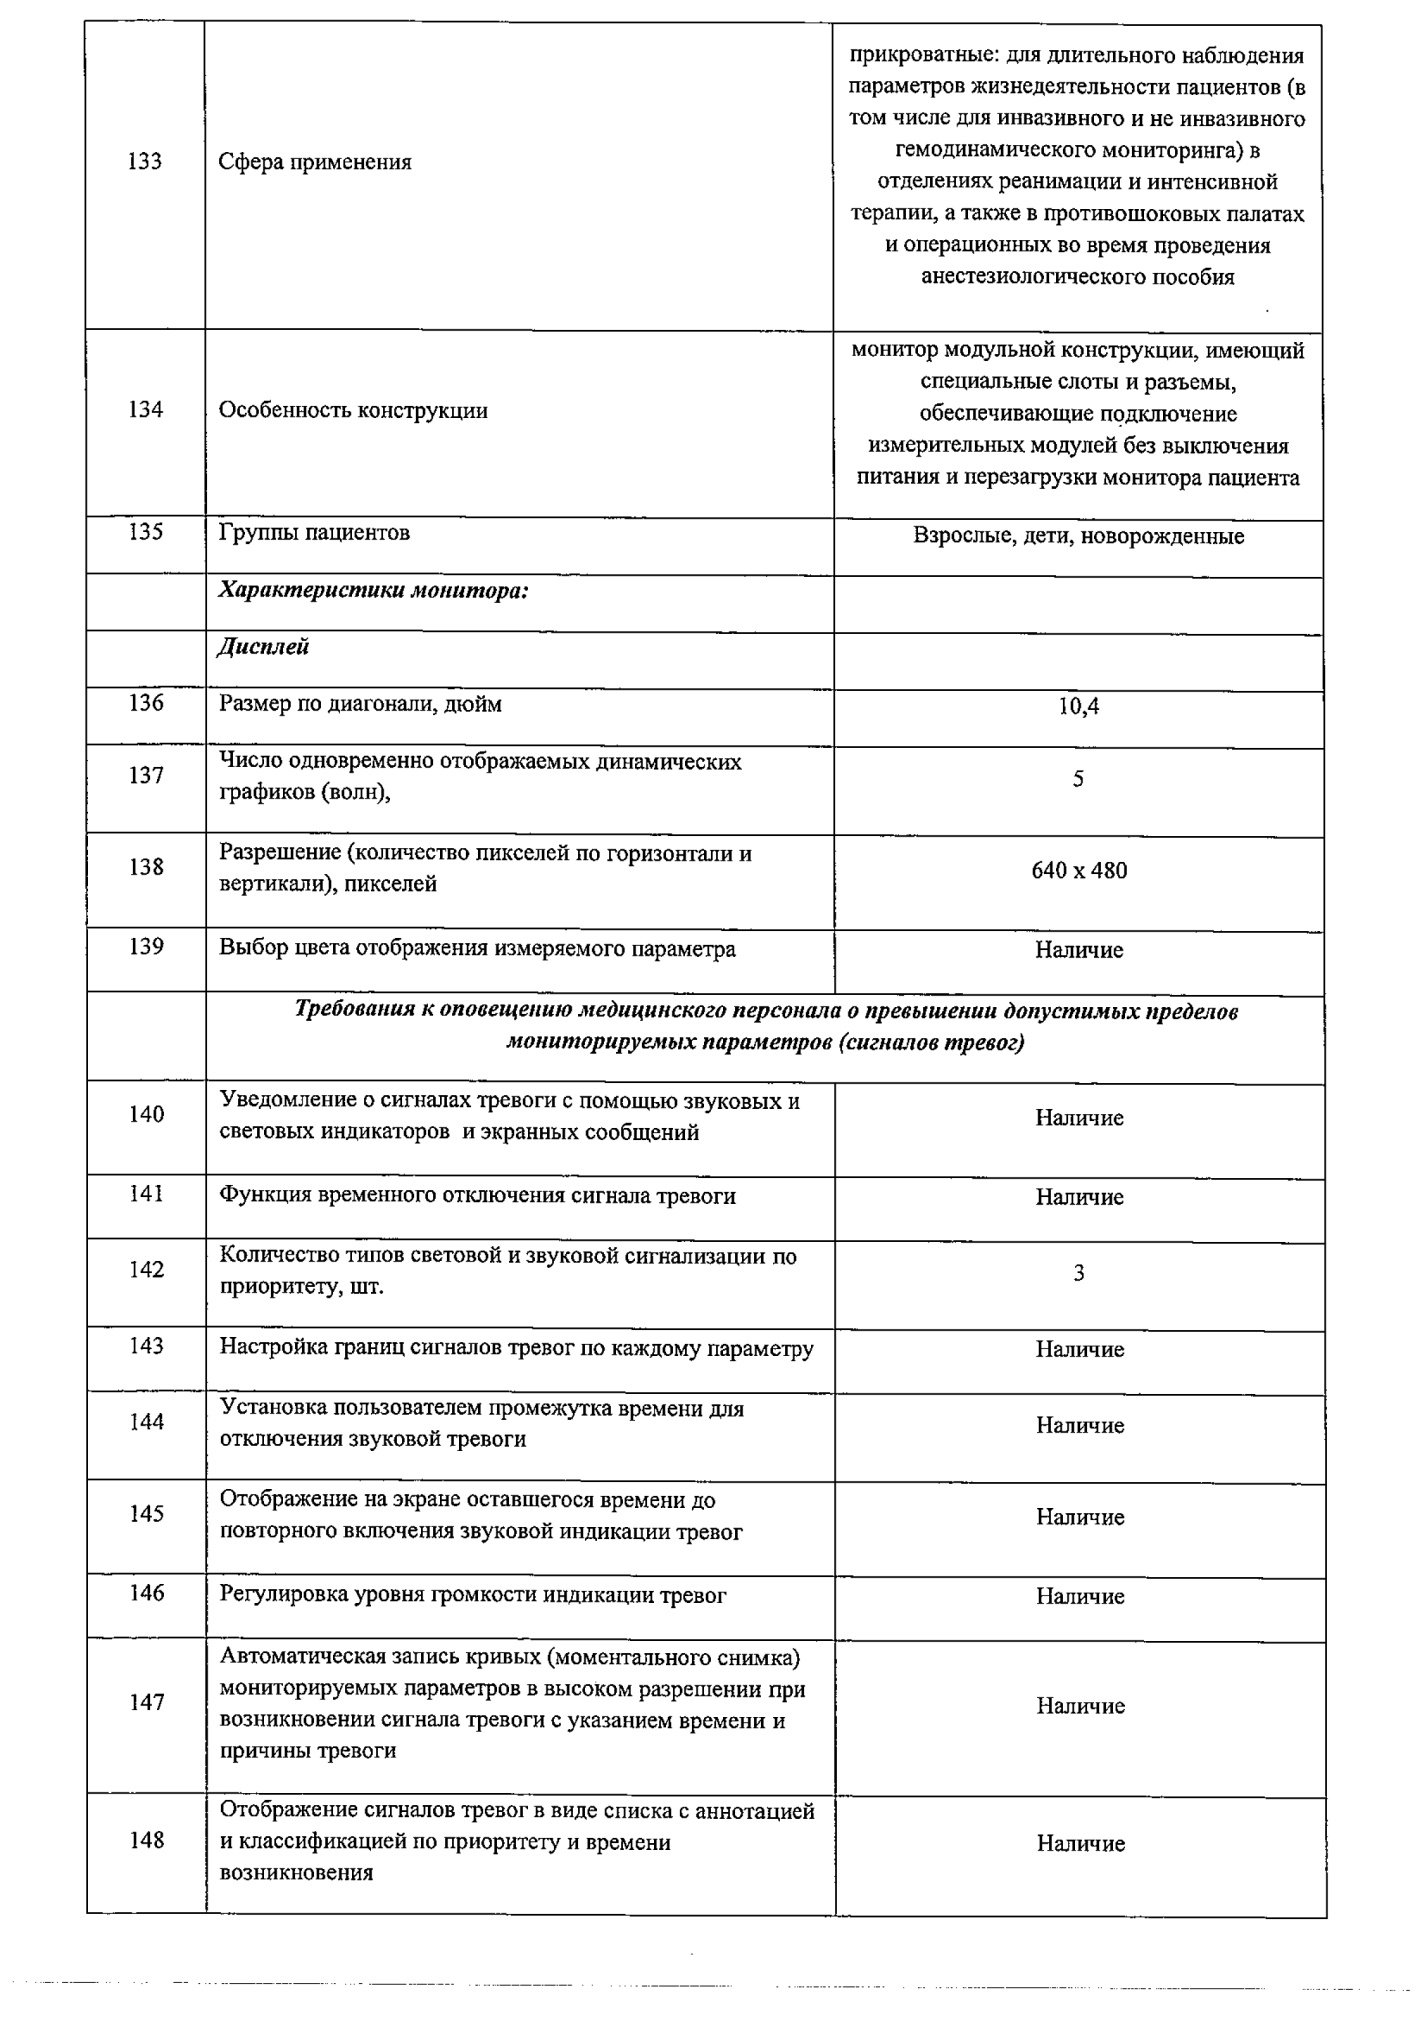 133
Сфера применения
прикроватные: для длительного наблюдения
параметров жизнедеятельности пациентов (в
том числе для инвазивного и не инвазивного
гемодинамического мониторинга) в
отделениях реанимации и интенсивной
терапии, а также в противошоковых палатах
и операционных во время проведения
анестезиологического пособия
134
Особенность конструкции
монитор модульной конструкции, имеющий
специальные слоты и разъемы,
обеспечивающие подключение
измерительных модулей без выключения
питания и перезагрузки монитора пациента
135
Группы пациентов
Взрослые, дети, новорожденные
Характеристики монитора:
Дисплей
136
Размер по диагонали, дюйм
10,4
137
Число одновременно отображаемых динамических
графиков (волн),
5
138
Разрешение (количество пикселей по горизонтали и
вертикали), пикселей
640 х 480
139
Выбор цвета отображения измеряемого параметра
Наличие
Требования к оповещению медицинского персонала о превышении допустимых пределов
мониторируемых параметров (сигналов тревог)
140
Уведомление о сигналах тревоги с помощью звуковых и
световых индикаторов и экранных сообщений
Наличие
141
Функция временного отключения сигнала тревоги
Наличие
142
Количество типов световой и звуковой сигнализации по
приоритету, шт.
3
143
Настройка границ сигналов тревог по каждому параметру
Наличие
144
Установка пользователем промежутка времени для
отключения звуковой тревоги
Наличие
145
Отображение на экране оставшегося времени до
повторного включения звуковой индикации тревог
Наличие
146
Регулировка уровня громкости индикации тревог
Наличие
147
Автоматическая запись кривых (моментального снимка)
мониторируемых параметров в высоком разрешении при
возникновении сигнала тревоги с указанием времени и
причины тревоги
Наличие
148
Отображение сигналов тревог в виде списка с аннотацией
и классификацией по приоритету и времени
возникновения
Наличие